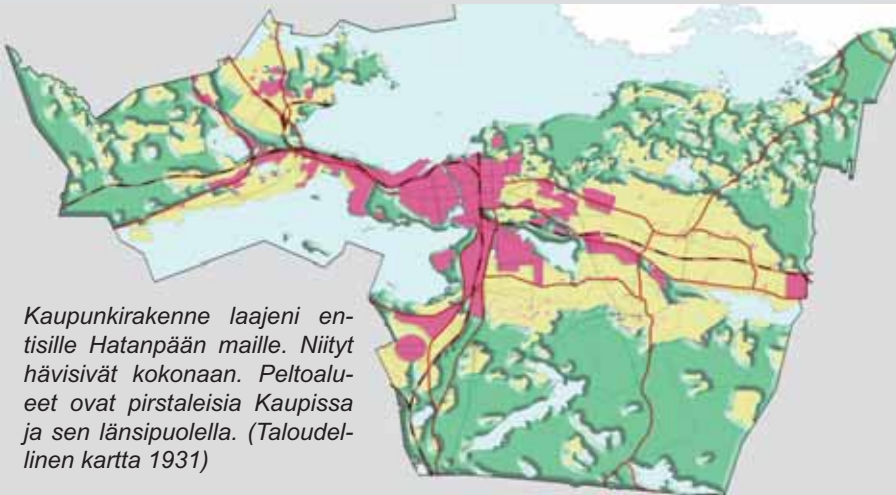 Kaupunkirakenne laajeni en-
tisille Hatanpään maille. Niityt
hävisivät kokonaan. Peltoalu-
eet ovat pirstaleisia Kaupissa
ja sen länsipuolella. (Taloudel-
linen kartta 1931)